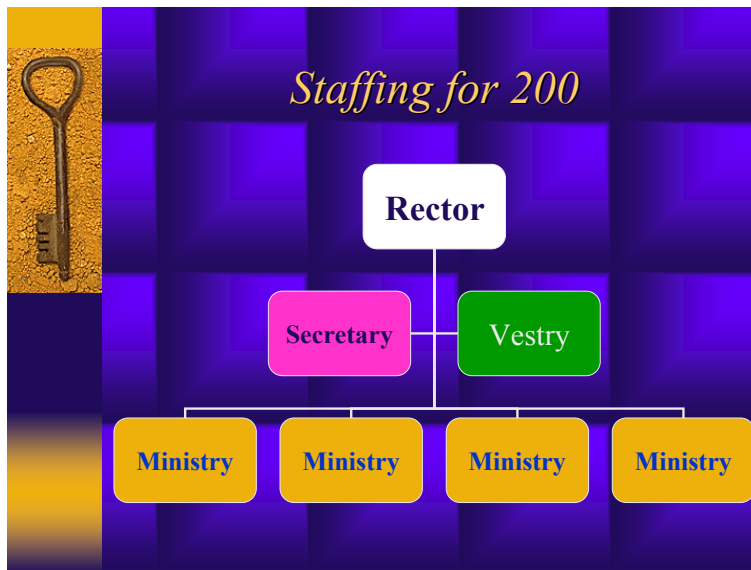 Staffing for 200
Rector
Secretary
Vestry
Ministry
Ministry
Ministry
Ministry